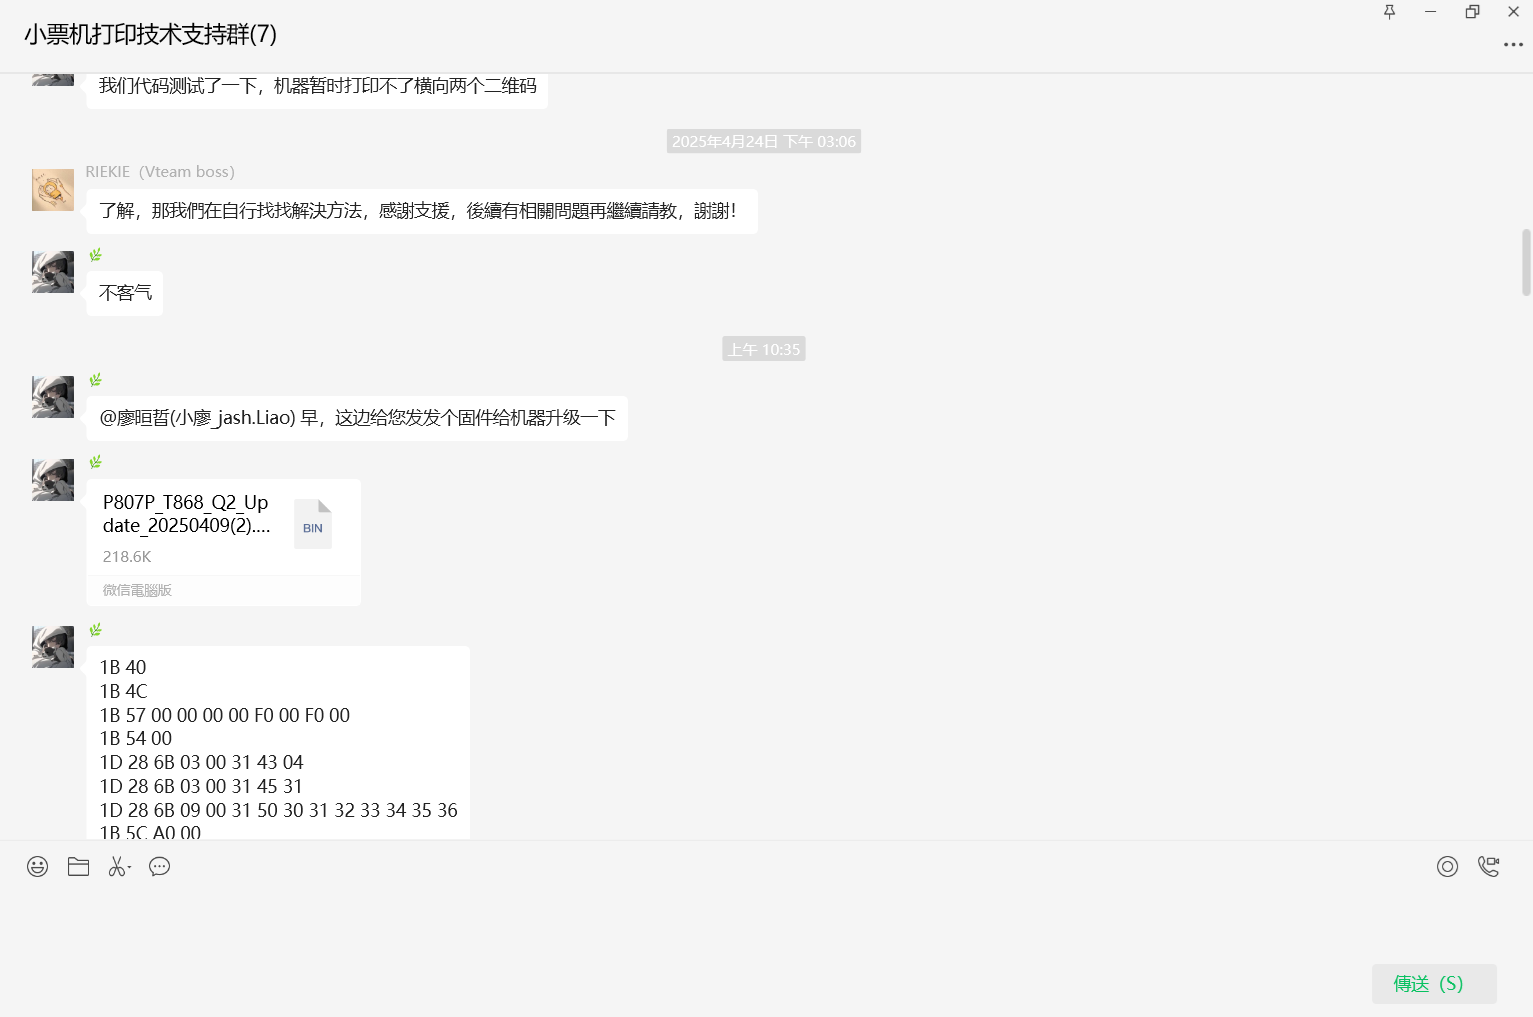 小票机打印技术支持群(7)
我们代码测试了一下，机器暂时打印不了横向两个二维码
2025年4月24日 下午 03:06
RIEKIE（Vteam boss）
了解，那我們在自行找找解決方法，感謝支援，後續有相關問題再繼續請教，謝謝！
不客气
上午 10:35
@廖晅晢(小廖_jash.Liao) 早，这边给您发发个固件给机器升级一下
P807P_T868_Q2_Up
date_20250409(2)....
BIN
218.6K
微信電腦版
1B 40
1B 4C
1B 57 00 00 00 00 F0 00 F0 00
1B 54 00
1D 28 6B 03 00 31 43 04
1D 28 6B 03 00 31 45 31
1D 28 6B 09 00 31 50 30 31 32 33 34 35 36
1B 5C A0 00
傳送（S）